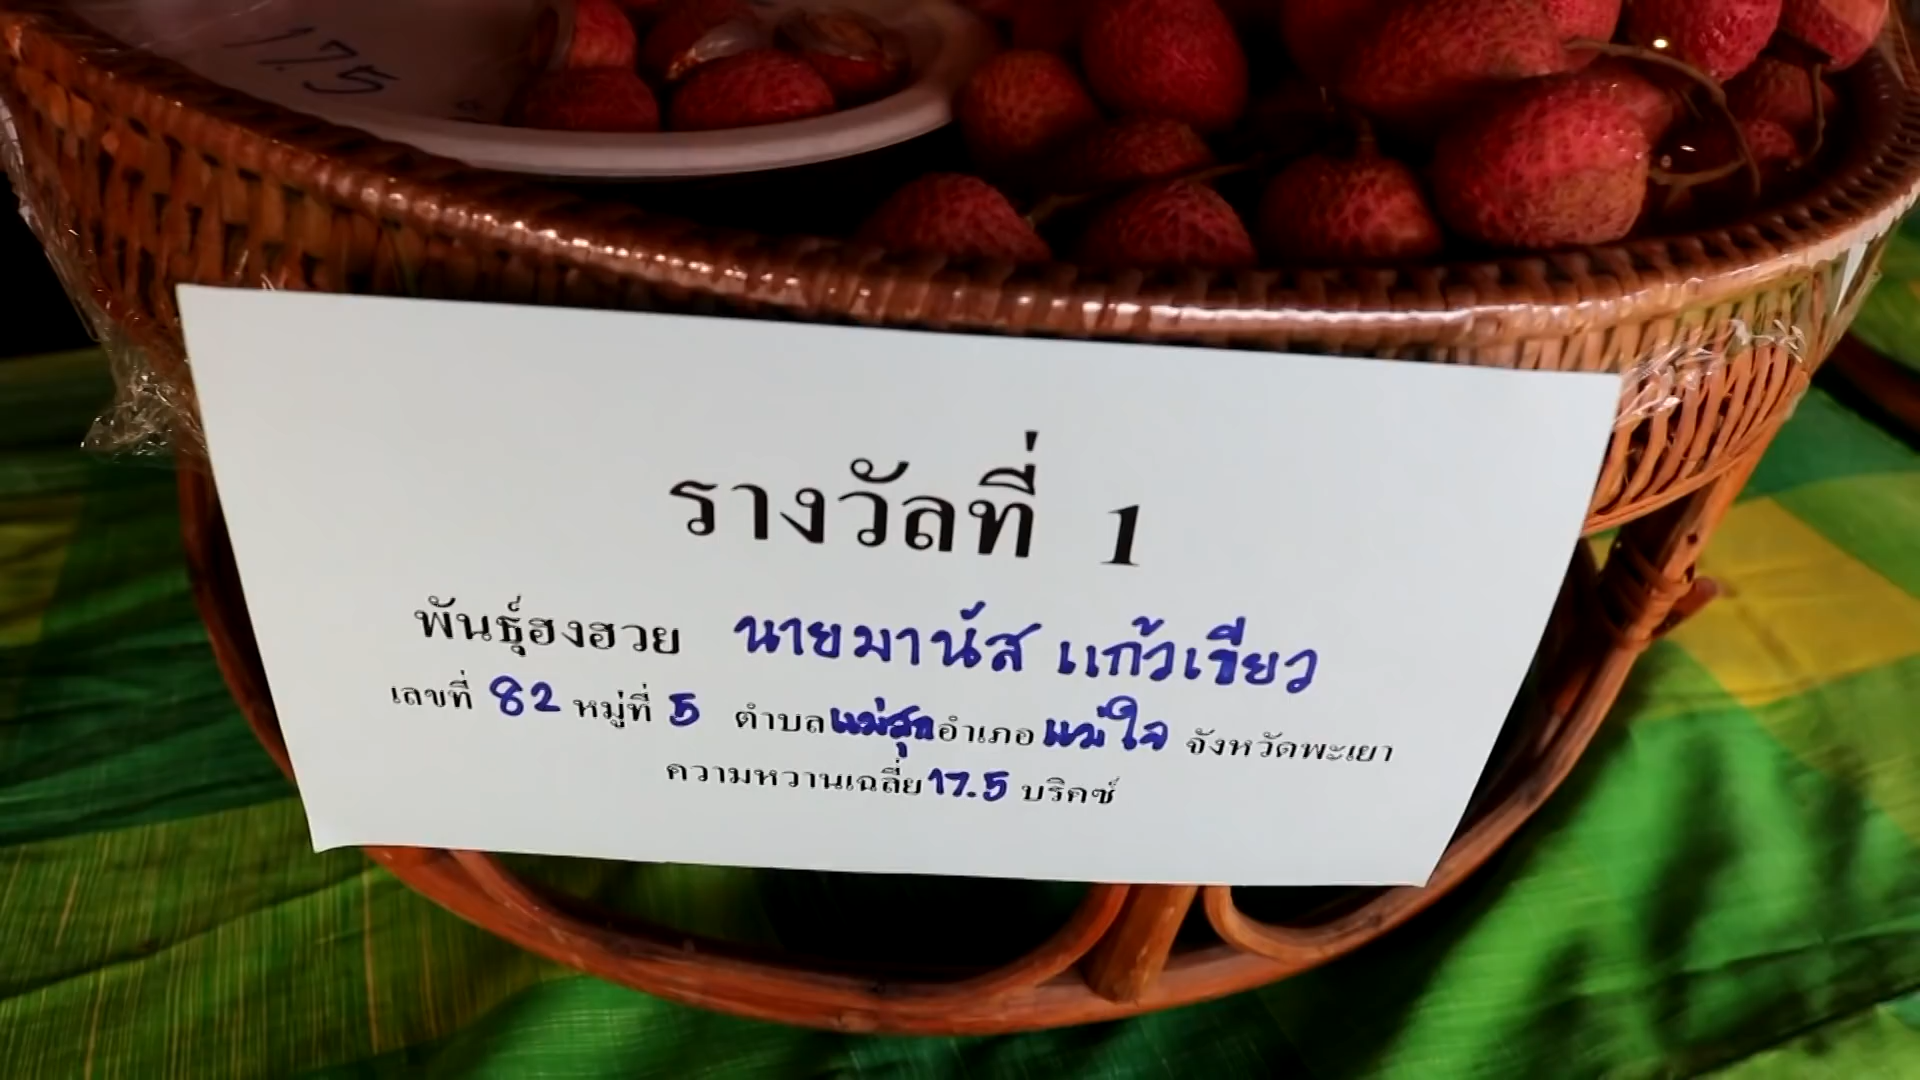 17.5
รางวัลที่ 1
พันธุ์ฮงฮวย นายมานัส แก้วเขียว
เลขที่ 82 หมู่ที่ 5 ตำบลแม่สุกอำเภอแม่ใจ จังหวัดพะเยา
ความหวานเฉลี่ย 17.5 บริคซ์